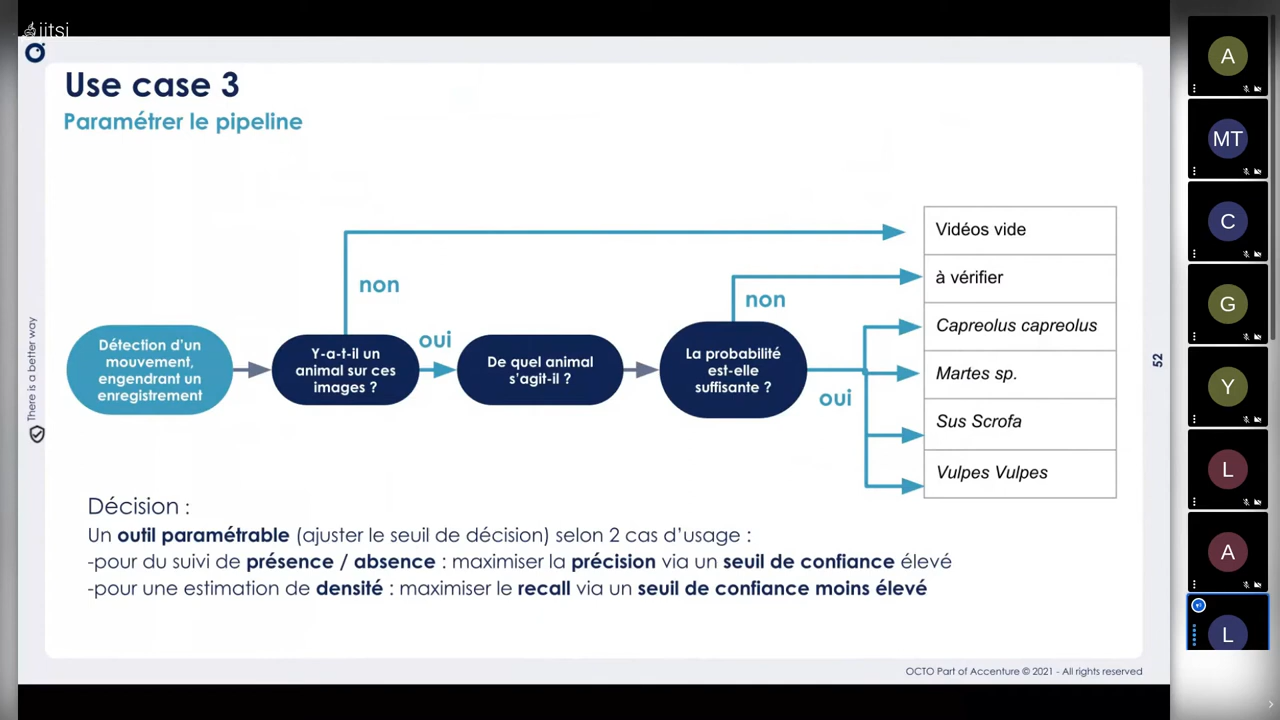 jitsi
Use case 3
Paramétrer le pipeline
Vidéos vide
non
à vérifier
non
Capreolus capreolus
oui
Détection d'un
mouvement,
engendrant un
enregistrement
Y-a-t-il un
animal sur ces
images ?
De quel animal
s'agit-il ?
La probabilité
est-elle
suffisante ?
oui
Martes sp.
Sus Scrofa
Vulpes Vulpes
There is a better way
52
Décision :
Un outil paramétrable (ajuster le seuil de décision) selon 2 cas d'usage :
-pour du suivi de présence / absence : maximiser la précision via un seuil de confiance élevé
-pour une estimation de densité : maximiser le recall via un seuil de confiance moins élevé
OCTO Part of Accenture © 2021 - All rights reserved
A
MT
C
G
Y
L
A
L